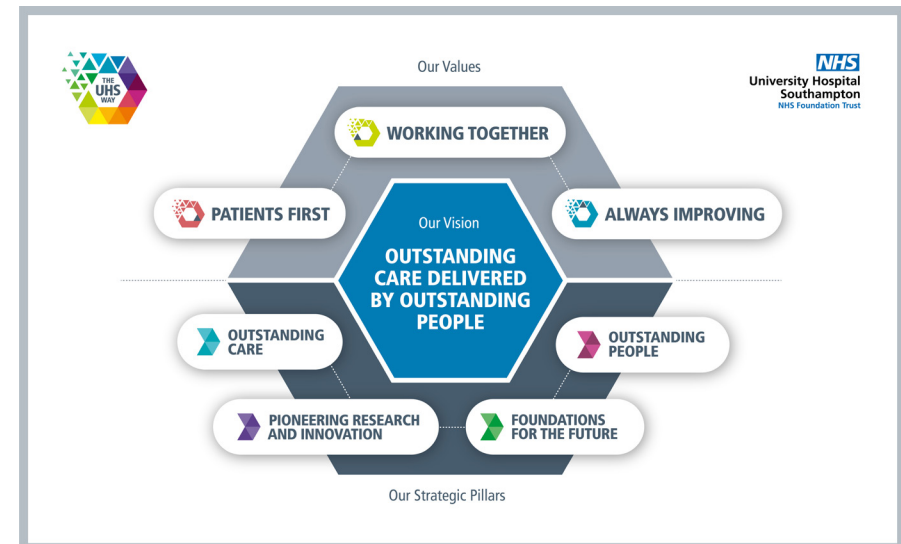 Our Values
THE
UHS
WAY
NHS
University Hospital
Southampton
NHS Foundation Trust
WORKING TOGETHER
PATIENTS FIRST
ALWAYS IMPROVING
Our Vision
OUTSTANDING
CARE DELIVERED
BY OUTSTANDING
PEOPLE
OUTSTANDING
CARE
OUTSTANDING
PEOPLE
PIONEERING RESEARCH
AND INNOVATION
FOUNDATIONS
FOR THE FUTURE
Our Strategic Pillars